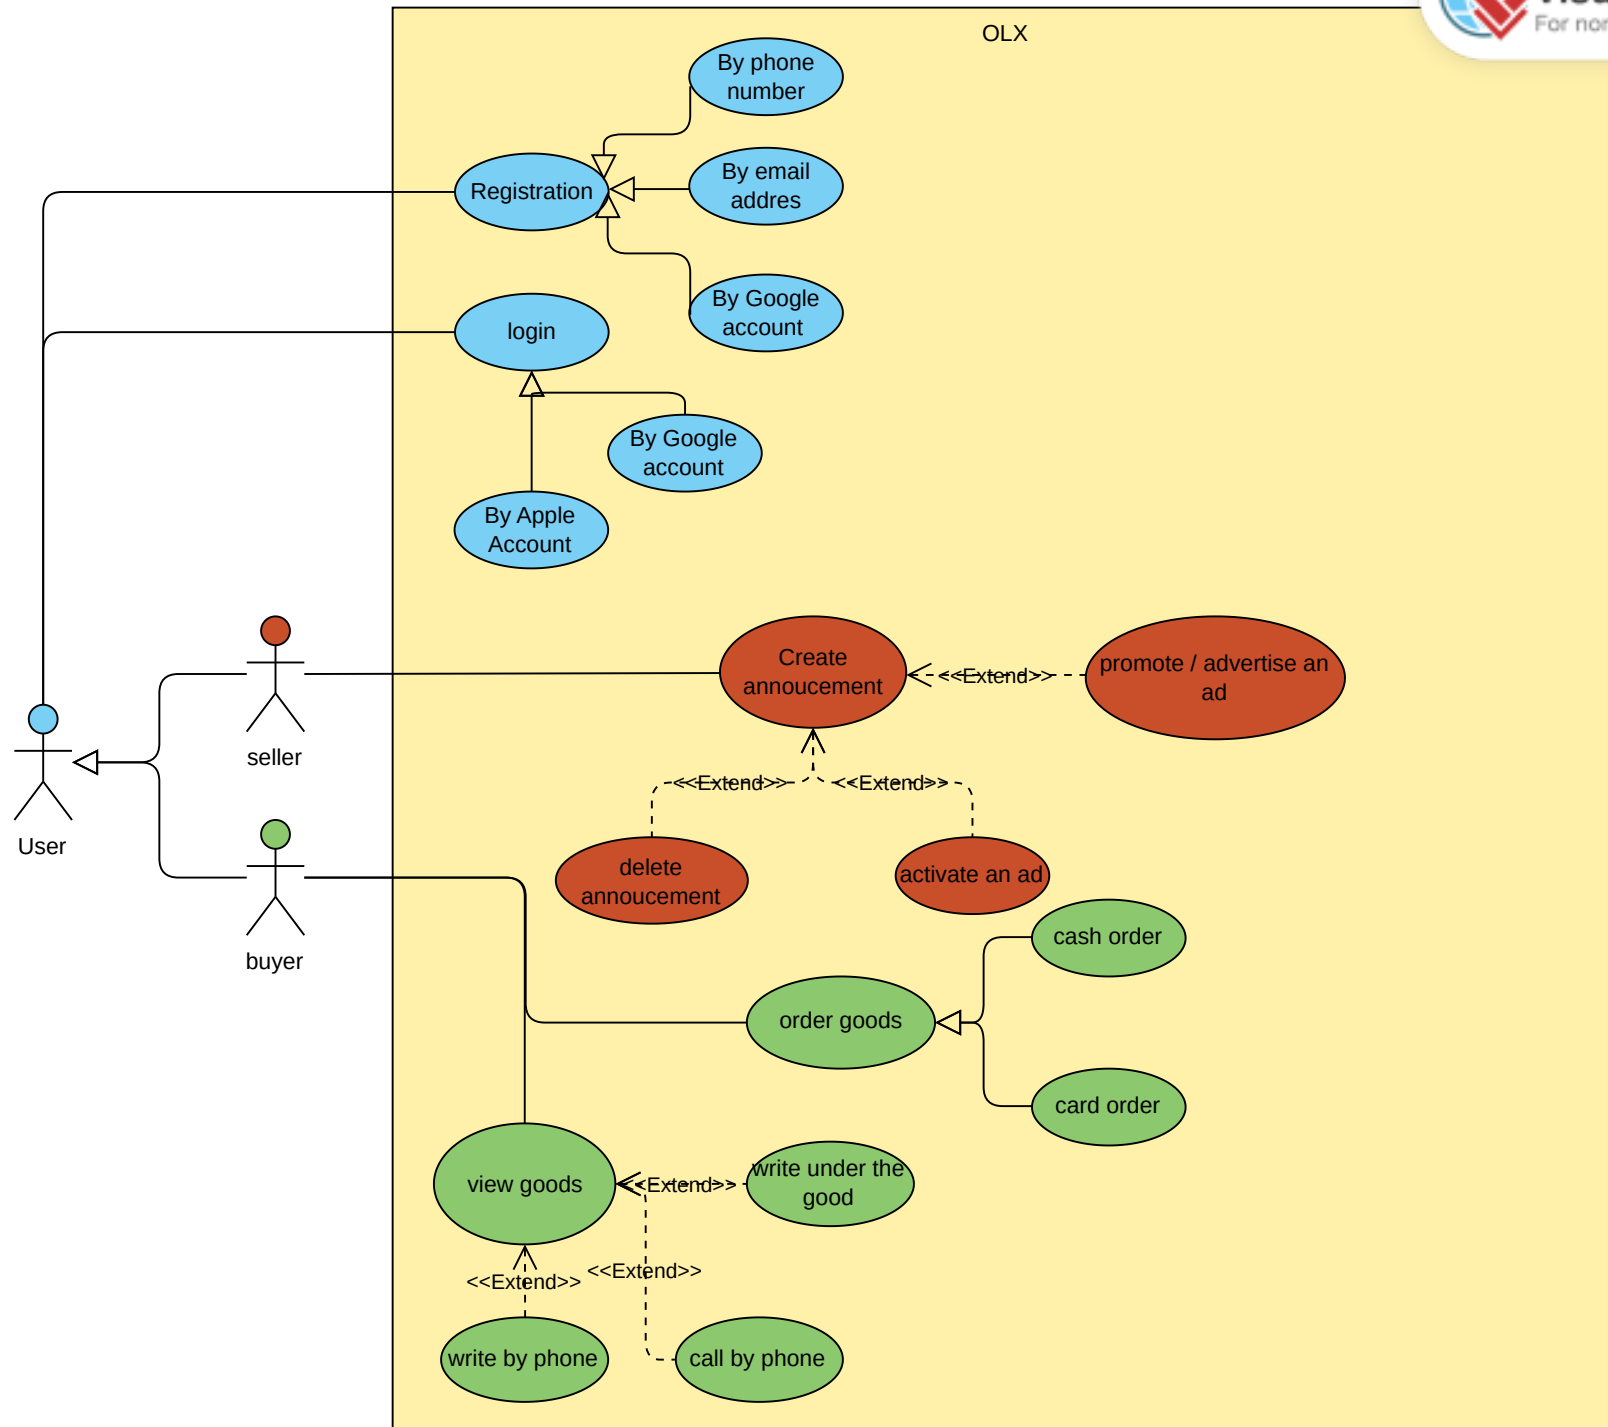 OLX
For nor
By phone
number
By email
addres
Registration
By Google
account
login
By Google
account
By Apple
Account
seller
Create
annoucement
<<Extend>>
promote / advertise an
ad
User
<<Extend>>
<<Extend>>
delete
annoucement
activate an ad
buyer
cash order
order goods
card order
view goods
<<Extend>>
write under the
good
<<Extend>>
<<Extend>>
write by phone
call by phone